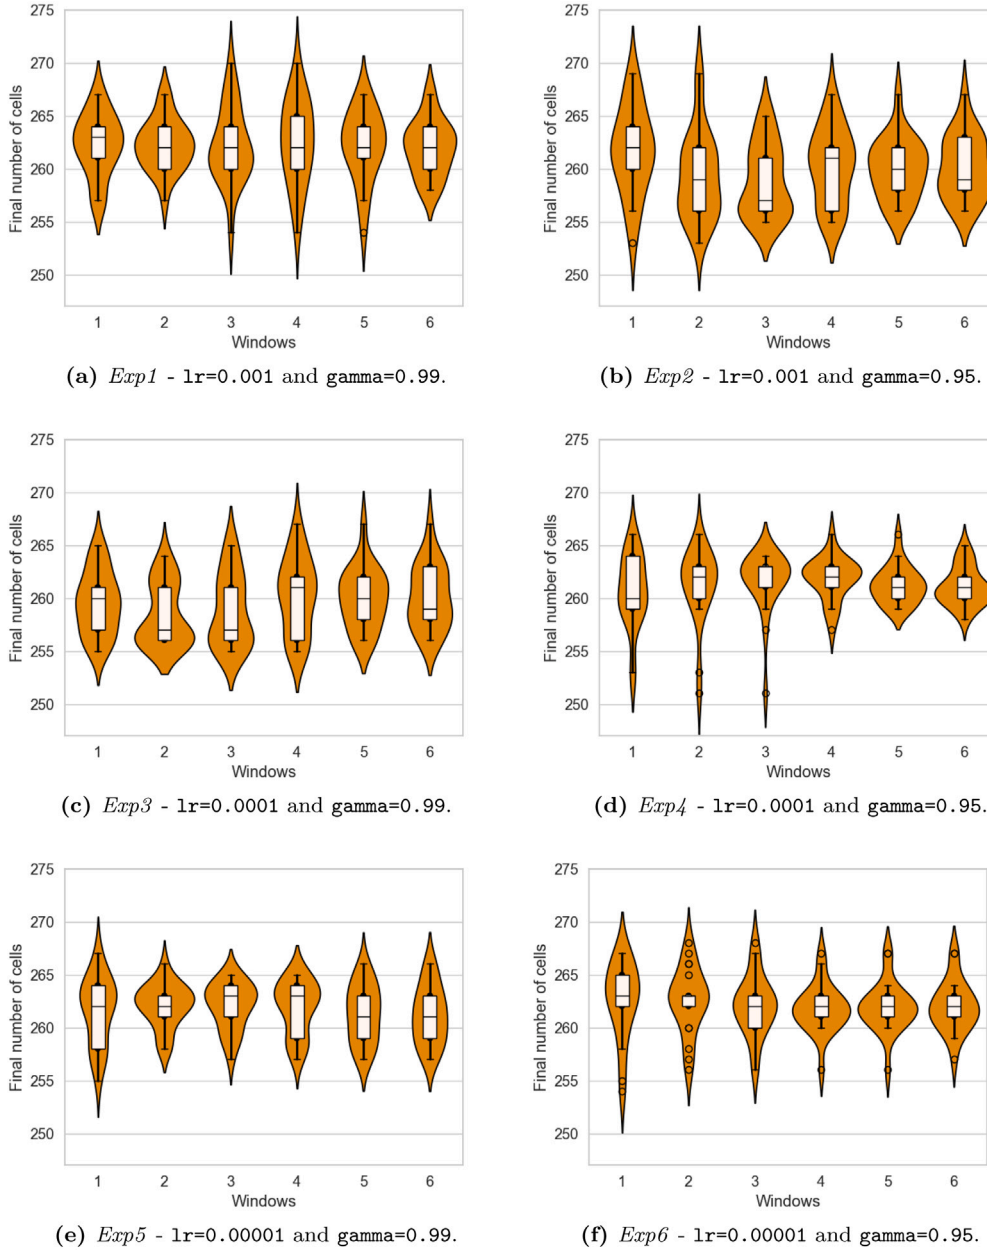 275
270
265
260
255
250
Final number of cells
1 2 3 4 5 6
Windows
(a) Exp1 - lr=0.001 and gamma=0.99.
275
270
265
260
255
250
Final number of cells
1 2 3 4 5 6
Windows
(b) Exp2 - lr=0.001 and gamma=0.95.
275
270
265
260
255
250
Final number of cells
1 2 3 4 5 6
Windows
(c) Exp3 - lr=0.0001 and gamma=0.99.
275
270
265
260
255
250
Final number of cells
1 2 3 4 5 6
Windows
(d) Exp4 - lr=0.0001 and gamma=0.95.
275
270
265
260
255
250
Final number of cells
1 2 3 4 5 6
Windows
(e) Exp5 - lr=0.00001 and gamma=0.99.
275
270
265
260
255
250
Final number of cells
1 2 3 4 5 6
Windows
(f) Exp6 - lr=0.00001 and gamma=0.95.